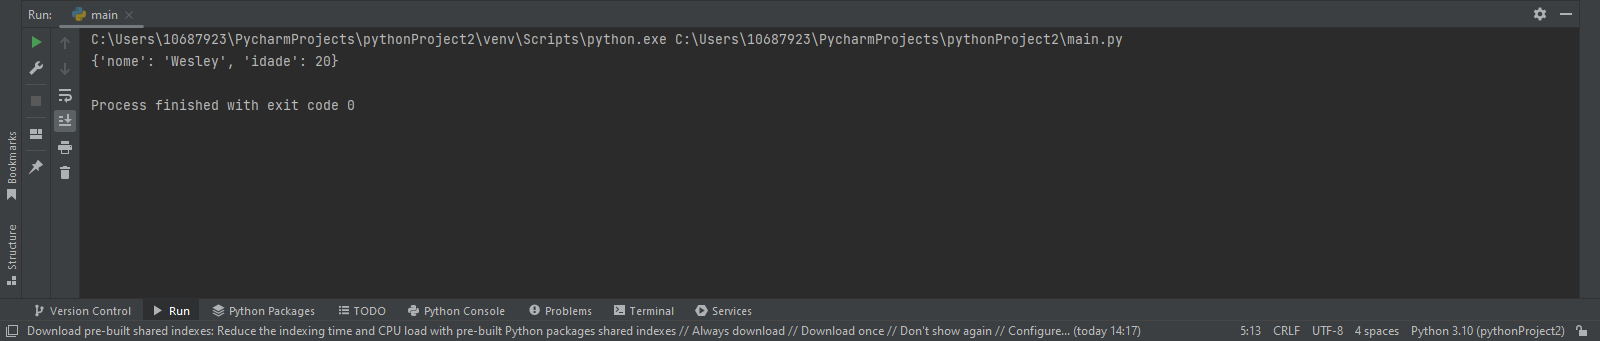 Run: main
C:\Users\10687923\PycharmProjects\pythonProject2\venv\Scripts\python.exe C:\Users\10687923\PycharmProjects\pythonProject2\main.py
{'nome': 'Wesley', 'idade': 20}
Process finished with exit code 0
Bookmarks
Structure
Version Control Run Python Packages TODO Python Console Problems Terminal Services
Download pre-built shared indexes: Reduce the indexing time and CPU load with pre-built Python packages shared indexes // Always download // Download once // Don't show again // Configure... (today 14:17) 5:13 CRLF UTF-8 4 spaces Python 3.10 (pythonProject2)